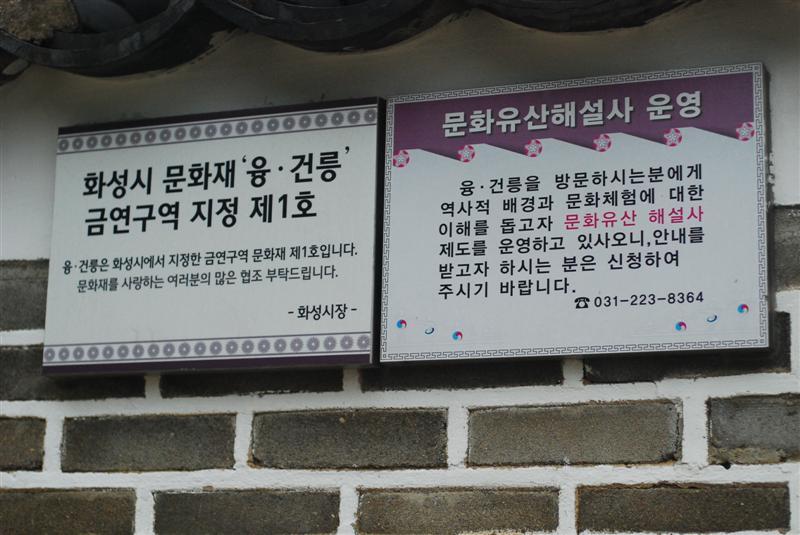 화성시 문화재 '융·건릉'
금연구역 지정 제1호
융·건릉은 화성시에서 지정한 금연구역 문화재 제1호입니다.
문화재를 사랑하는 여러분의 많은 협조 부탁드립니다.
- 화성시장 -
문화유산해설사 운영
융·건릉을 방문하시는분에게
역사적 배경과 문화체험에 대한
이해를 돕고자 문화유산 해설사
제도를 운영하고 있사오니,안내를
받고자 하시는 분은 신청하여
주시기 바랍니다.
☎ 031-223-8364